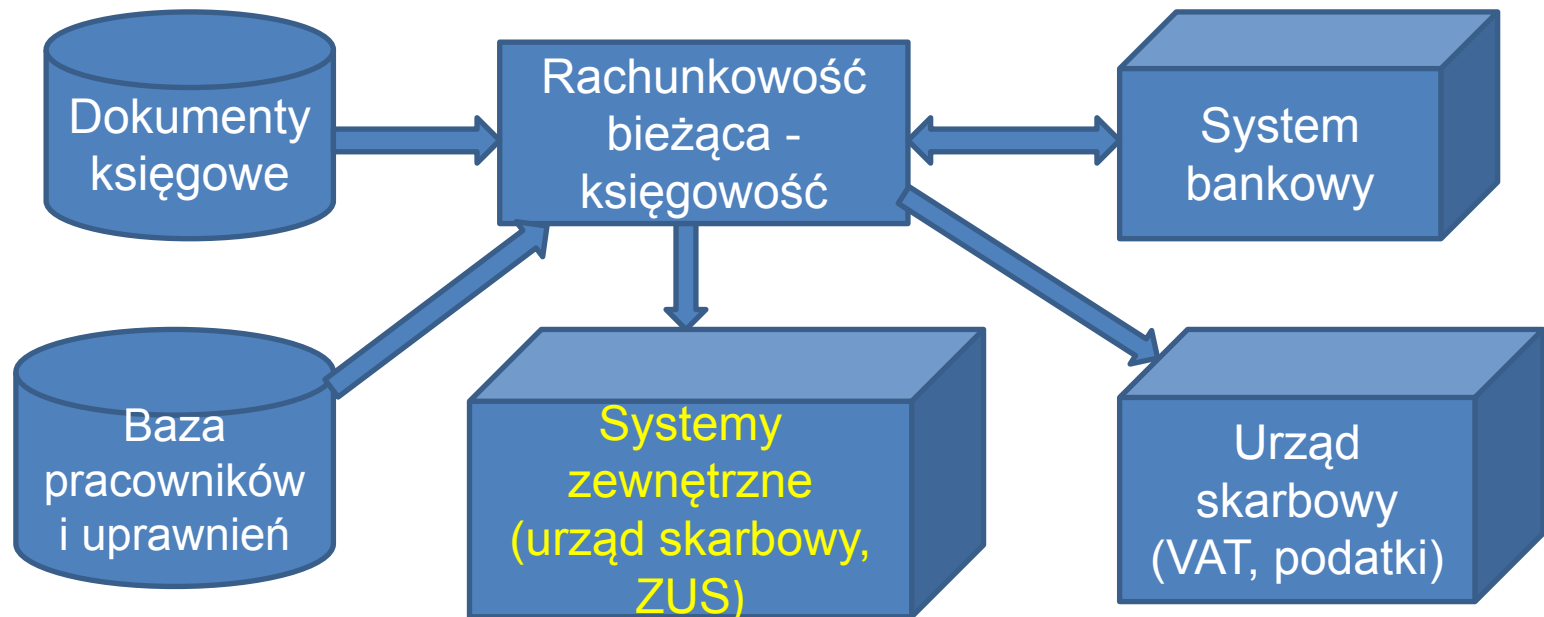 Dokumenty
księgowe
Rachunkowość
bieżąca -
księgowość
System
bankowy
Baza
pracowników
i uprawnień
Systemy
zewnętrzne
(urząd skarbowy,
ZUS)
Urząd
skarbowy
(VAT, podatki)